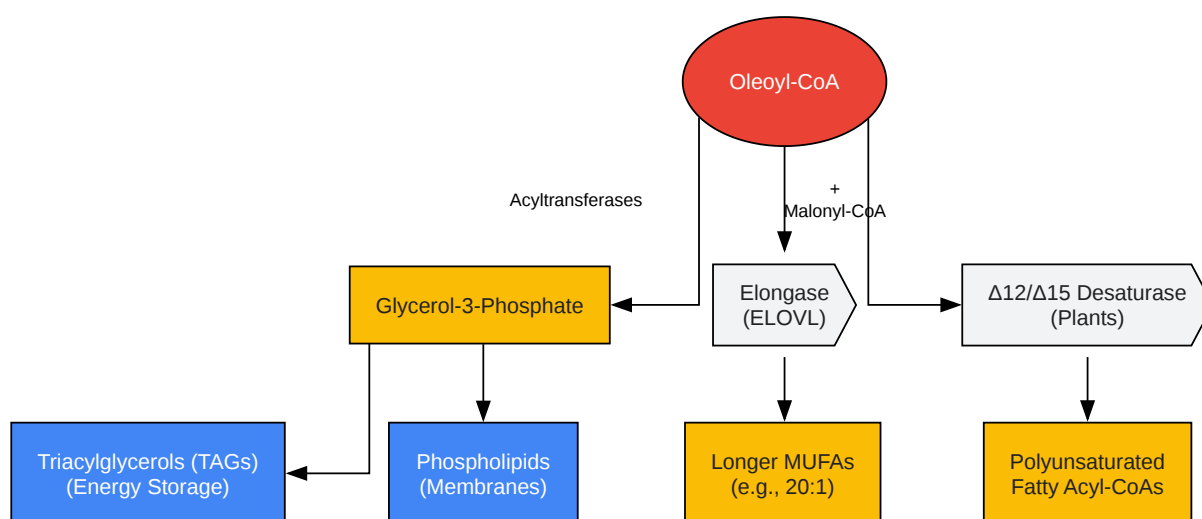 Oleoyl-CoA
Acyltransferases
+
Malonyl-CoA
Glycerol-3-Phosphate
Elongase
(ELOVL)
Δ12/Δ15 Desaturase
(Plants)
Triacylglycerols (TAGs)
(Energy Storage)
Phospholipids
(Membranes)
Longer MUFAs
(e.g., 20:1)
Polyunsaturated
Fatty Acyl-CoAs